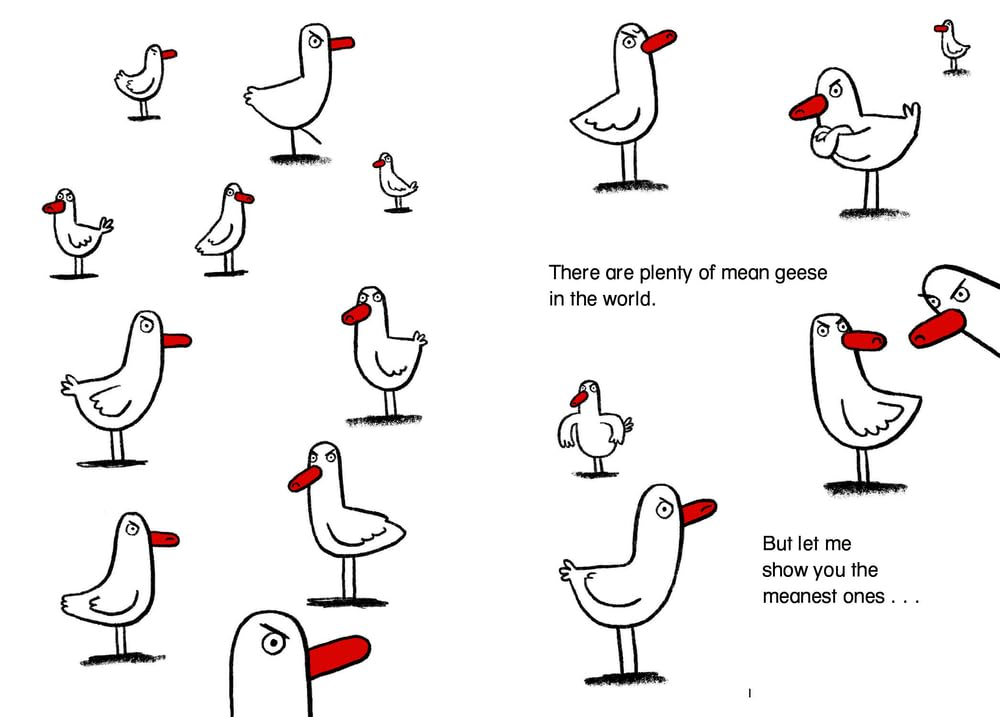 There are plenty of mean geese
in the world.
But let me
show you the
meanest ones . . .
1